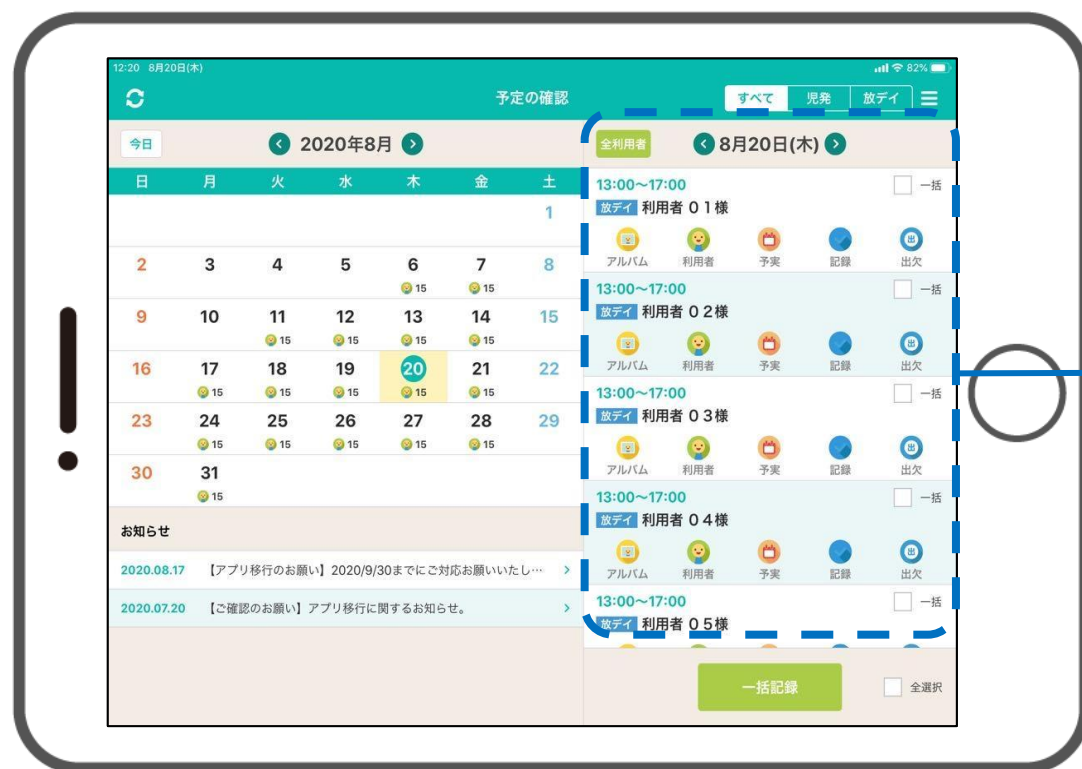 12:20 8月20日(木)
82%
予定の確認
すべて 児発 放デイ
今日
2020年8月
日 月 火 水 木 金 土
1
2 3 4 5 6 7 8
15 15
9 10 11 12 13 14 15
15 15 15 15
16 17 18 19 20 21 22
15 15 15 15 15
23 24 25 26 27 28 29
15 15 15 15 15
30 31
15
お知らせ
2020.08.17 【アプリ移行のお願い】2020/9/30までにご対応お願いいたし…
2020.07.20 【ご確認のお願い】アプリ移行に関するお知らせ。
全利用者 8月20日(木)
13:00〜17:00 一括
放デイ 利用者 01様
出
アルバム 利用者 予実 記録 出欠
13:00〜17:00 一括
放デイ 利用者 02様
出
アルバム 利用者 予実 記録 出欠
13:00〜17:00 一括
放デイ 利用者 03様
出
アルバム 利用者 予実 記録 出欠
13:00〜17:00 一括
放デイ 利用者 04様
出
アルバム 利用者 予実 記録 出欠
13:00〜17:00 一括
放デイ 利用者 05様
一括記録 全選択